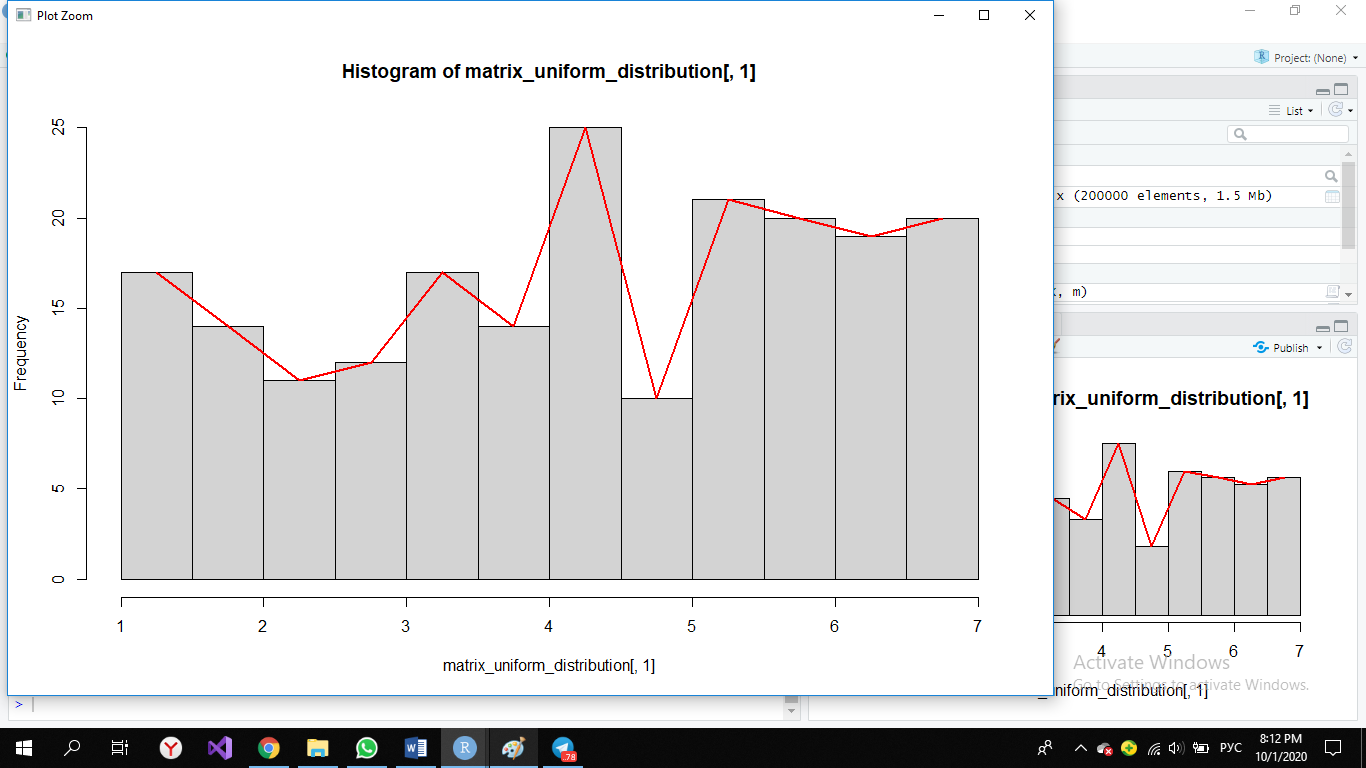 Plot Zoom
Histogram of matrix_uniform_distribution[, 1]
Frequency
0
5
10
15
20
25
1 2 3 4 5 6 7
matrix_uniform_distribution[, 1]
Project: (None)
List
x (200000 elements, 1.5 Mb)
, m)
Publish
rix_uniform_distribution[, 1]
4 5 6 7
_uniform_distribution[, 1]
Activate Windows
Go to Settings to activate Windows.
>
78
РУС
8:12 PM
10/1/2020